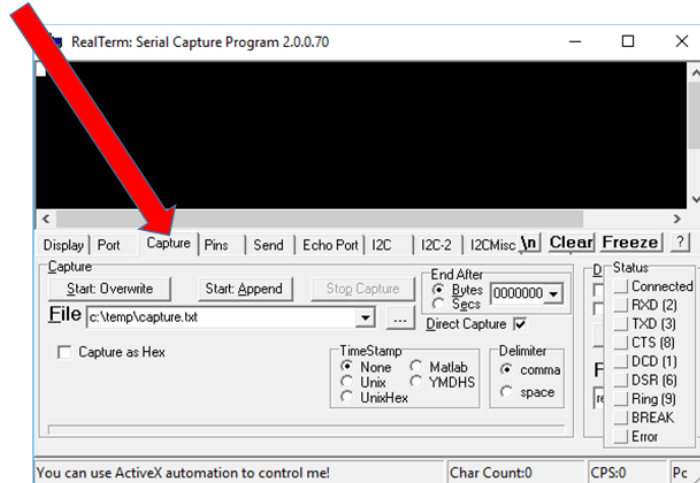 RealTerm: Serial Capture Program 2.0.0.70
Display Port Capture Pins Send Echo Port I2C I2C-2 I2CMisc \n Clear Freeze ?
Capture
Start: Overwrite Start: Append Stop Capture
End After
Bytes
Secs
0000000
File c:\temp\capture.txt ...
Direct Capture
Capture as Hex
TimeStamp
None Matlab
Unix YMDHS
UnixHex
Delimiter
comma
space
D
F
re
Status
Connected
RXD (2)
TXD (3)
CTS (8)
DCD (1)
DSR (6)
Ring (9)
BREAK
Error
You can use ActiveX automation to control me! Char Count:0 CPS:0 Pc